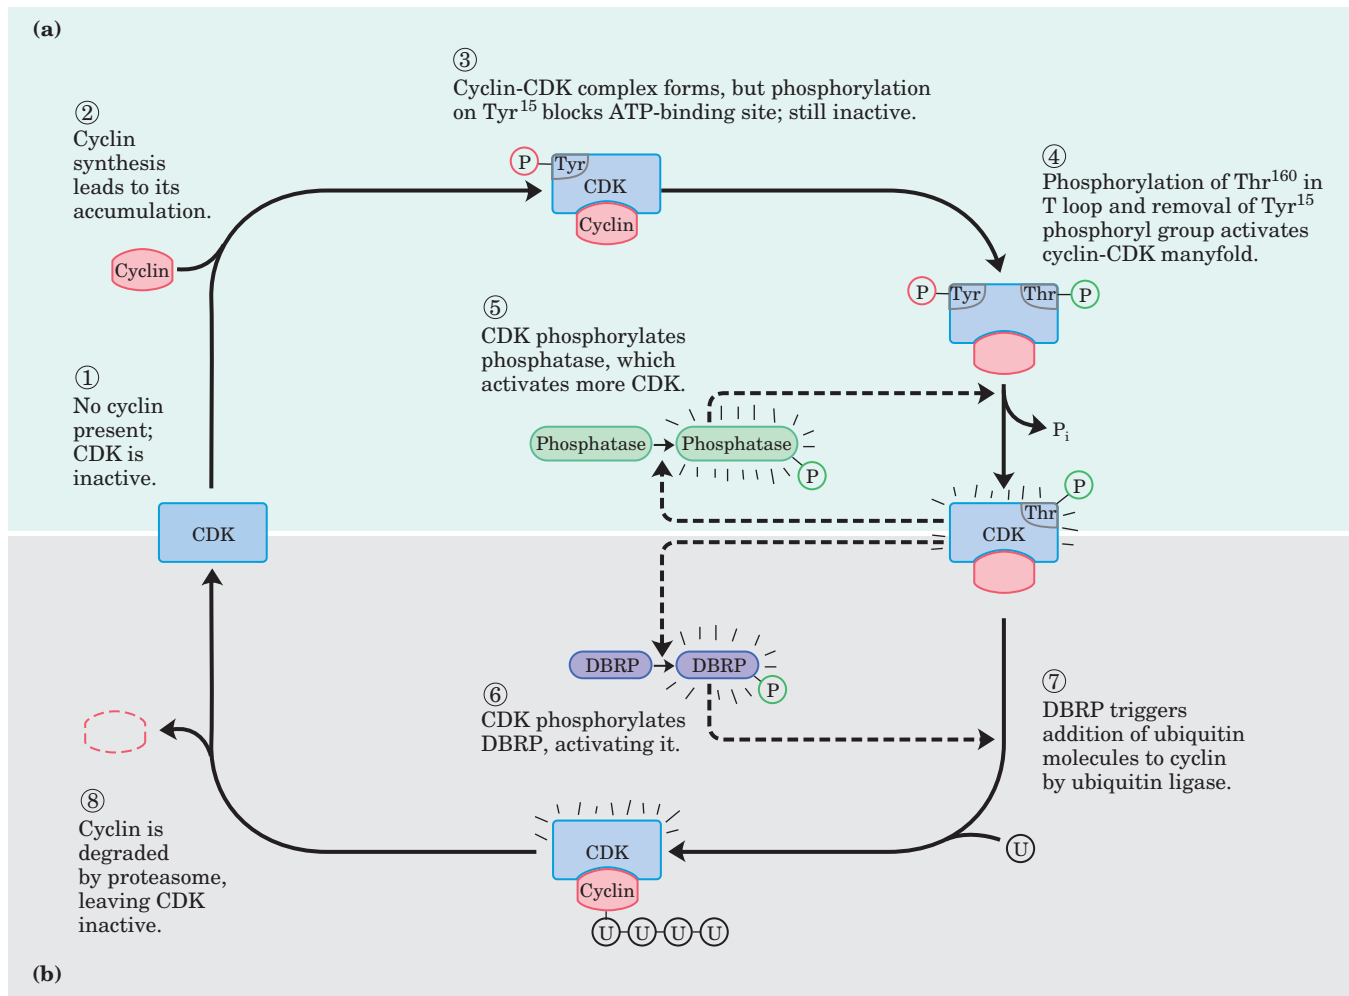 (a)
③
Cyclin-CDK complex forms, but phosphorylation
on Tyr¹⁵ blocks ATP-binding site; still inactive.
②
Cyclin
synthesis
leads to its
accumulation.
④
Phosphorylation of Thr¹⁶⁰ in
T loop and removal of Tyr¹⁵
phosphoryl group activates
cyclin-CDK manyfold.
P
Tyr
CDK
Cyclin
Cyclin
P
Tyr
Thr
P
⑤
CDK phosphorylates
phosphatase, which
activates more CDK.
①
No cyclin
present;
CDK is
inactive.
Phosphatase
Phosphatase
P
Pᵢ
P
Thr
CDK
CDK
DBRP
DBRP
P
⑥
CDK phosphorylates
DBRP, activating it.
⑦
DBRP triggers
addition of ubiquitin
molecules to cyclin
by ubiquitin ligase.
⑧
Cyclin is
degraded
by proteasome,
leaving CDK
inactive.
CDK
Cyclin
U
U U U U
(b)